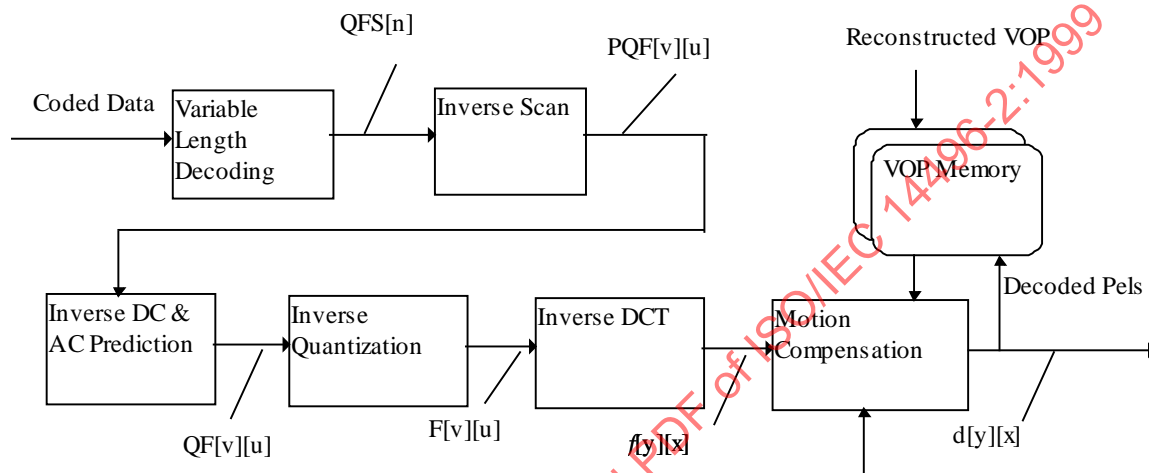 QFS[n]
PQF[v][u]
Reconstructed VOP
Coded Data
Variable
Length
Decoding
Inverse Scan
VOP Memory
Decoded Pels
Inverse DC &
AC Prediction
Inverse
Quantization
Inverse DCT
Motion
Compensation
QF[v][u]
F[v][u]
f[y][x]
d[y][x]
PDF of ISO/IEC 14496-2:1999